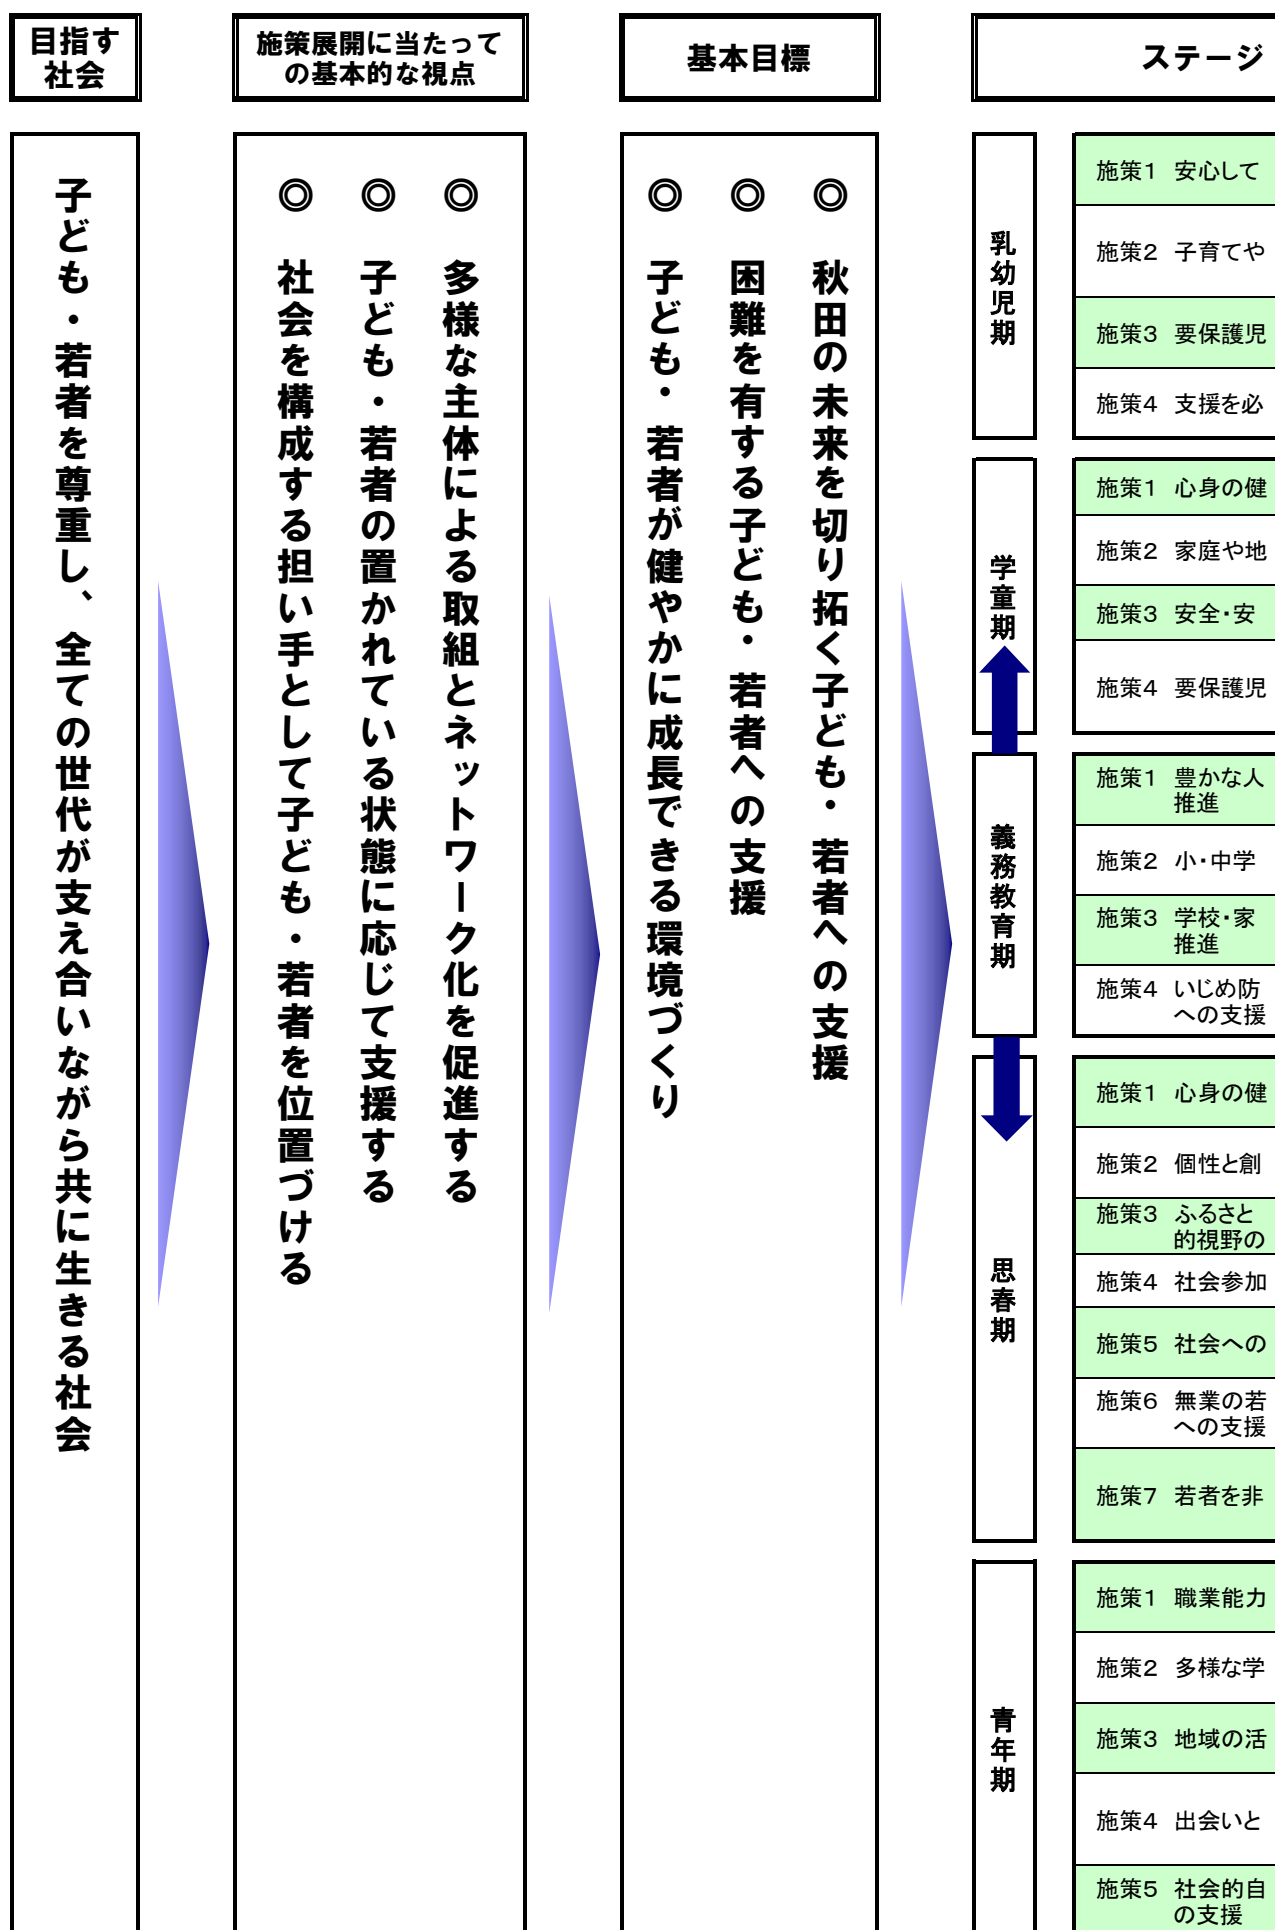 目指す
社会
施策展開に当たって
の基本的な視点
基本目標
ステージ
子ども・若者を尊重し、全ての世代が支え合いながら共に生きる社会
◎ 多様な主体による取組とネットワーク化を促進する
◎ 子ども・若者の置かれている状態に応じて支援する
◎ 社会を構成する担い手として子ども・若者を位置づける
◎ 秋田の未来を切り拓く子ども・若者への支援
◎ 困難を有する子ども・若者への支援
◎ 子ども・若者が健やかに成長できる環境づくり
乳幼児期
施策1 安心して
施策2 子育てや
施策3 要保護児
施策4 支援を必
学童期
施策1 心身の健
施策2 家庭や地
施策3 安全・安
施策4 要保護児
義務教育期
施策1 豊かな人
推進
施策2 小・中学
施策3 学校・家
推進
施策4 いじめ防
への支援
思春期
施策1 心身の健
施策2 個性と創
施策3 ふるさと
的視野の
施策4 社会参加
施策5 社会への
施策6 無業の若
への支援
施策7 若者を非
青年期
施策1 職業能力
施策2 多様な学
施策3 地域の活
施策4 出会いと
施策5 社会的自
の支援